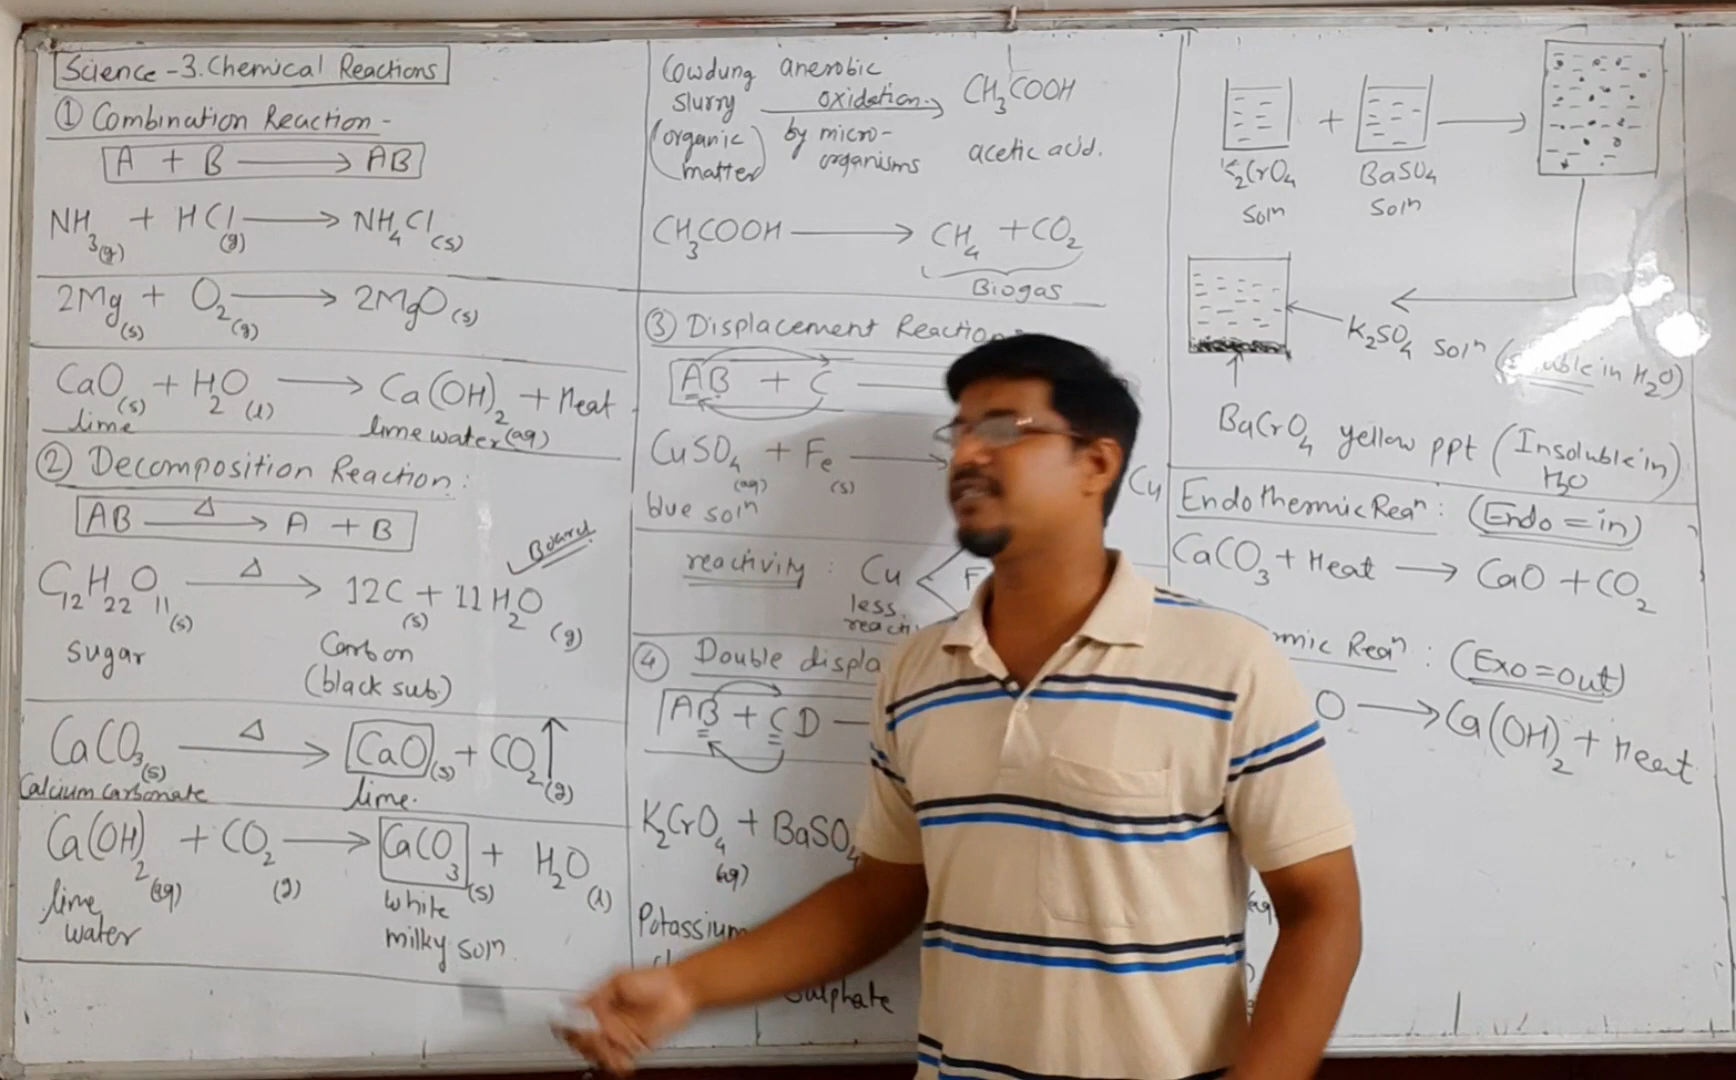 Science - 3. Chemical Reactions
① Combination Reaction -
A + B ⟶ AB
NH₃(g) + HCl(g) ⟶ NH₄Cl(s)
2Mg(s) + O₂(g) ⟶ 2MgO(s)
CaO(s) + H₂O(l) ⟶ Ca(OH)₂ + Heat
lime lime water (aq)
② Decomposition Reaction :
AB ⟶ Δ A + B
Board
C₁₂H₂₂O₁₁(s) ⟶ Δ 12C(s) + 11H₂O(g)
sugar Carbon
(black sub.)
CaCO₃(s) ⟶ Δ CaO(s) + CO₂↑(g)
Calcium carbonate lime.
Ca(OH)₂(aq) + CO₂(g) ⟶ CaCO₃(s) + H₂O(l)
lime white
water milky soln.
Cowdung anerobic
slurry oxidation ⟶ CH₃COOH
(organic by micro-
matter) organisms acetic acid.
CH₃COOH ⟶ CH₄ + CO₂
Biogas
③ Displacement Reaction
AB + C
CuSO₄(aq) + Fe(s) ⟶ Cu
blue soln
reactivity : Cu < F
less
④ Double
AB + CD
K₂CrO₄(aq) + BaSO₄
Potassium
Sulphate
+ ⟶
K₂CrO₄ BaSO₄
Soln Soln
K₂SO₄ Soln (in H₂O)
BaCrO₄ yellow ppt (Insoluble in
H₂O)
Endothermic Reaⁿ : (Endo = in)
CaCO₃ + Heat ⟶ CaO + CO₂
mic Reaⁿ : (Exo = out)
O ⟶ Ca(OH)₂ + Heat